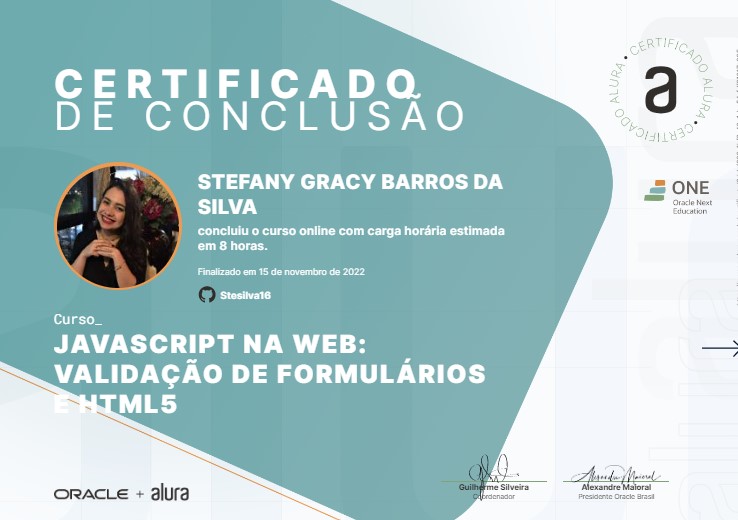 CERTIFICADO
DE CONCLUSÃO
CERTIFICADO ALURA • CERTIFICADO ALURA •
a
ONE
Oracle Next
Education
STEFANY GRACY BARROS DA
SILVA
concluiu o curso online com carga horária estimada
em 8 horas.
Finalizado em 15 de novembro de 2022
Stesilva16
Curso_
JAVASCRIPT NA WEB:
VALIDAÇÃO DE FORMULÁRIOS
E HTML5
ORACLE + alura
Guilherme Silveira
Coordenador
Alexandre Maioral
Presidente Oracle Brasil